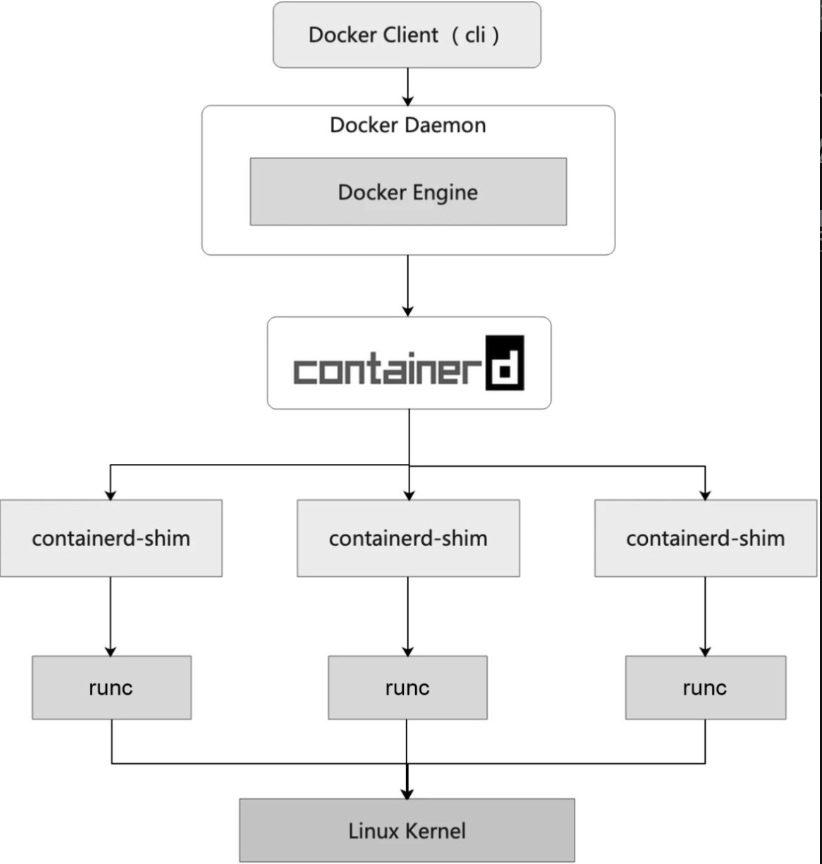 Docker Client （cli）
Docker Daemon
Docker Engine
containerd
containerd-shim
containerd-shim
containerd-shim
runc
runc
runc
Linux Kernel